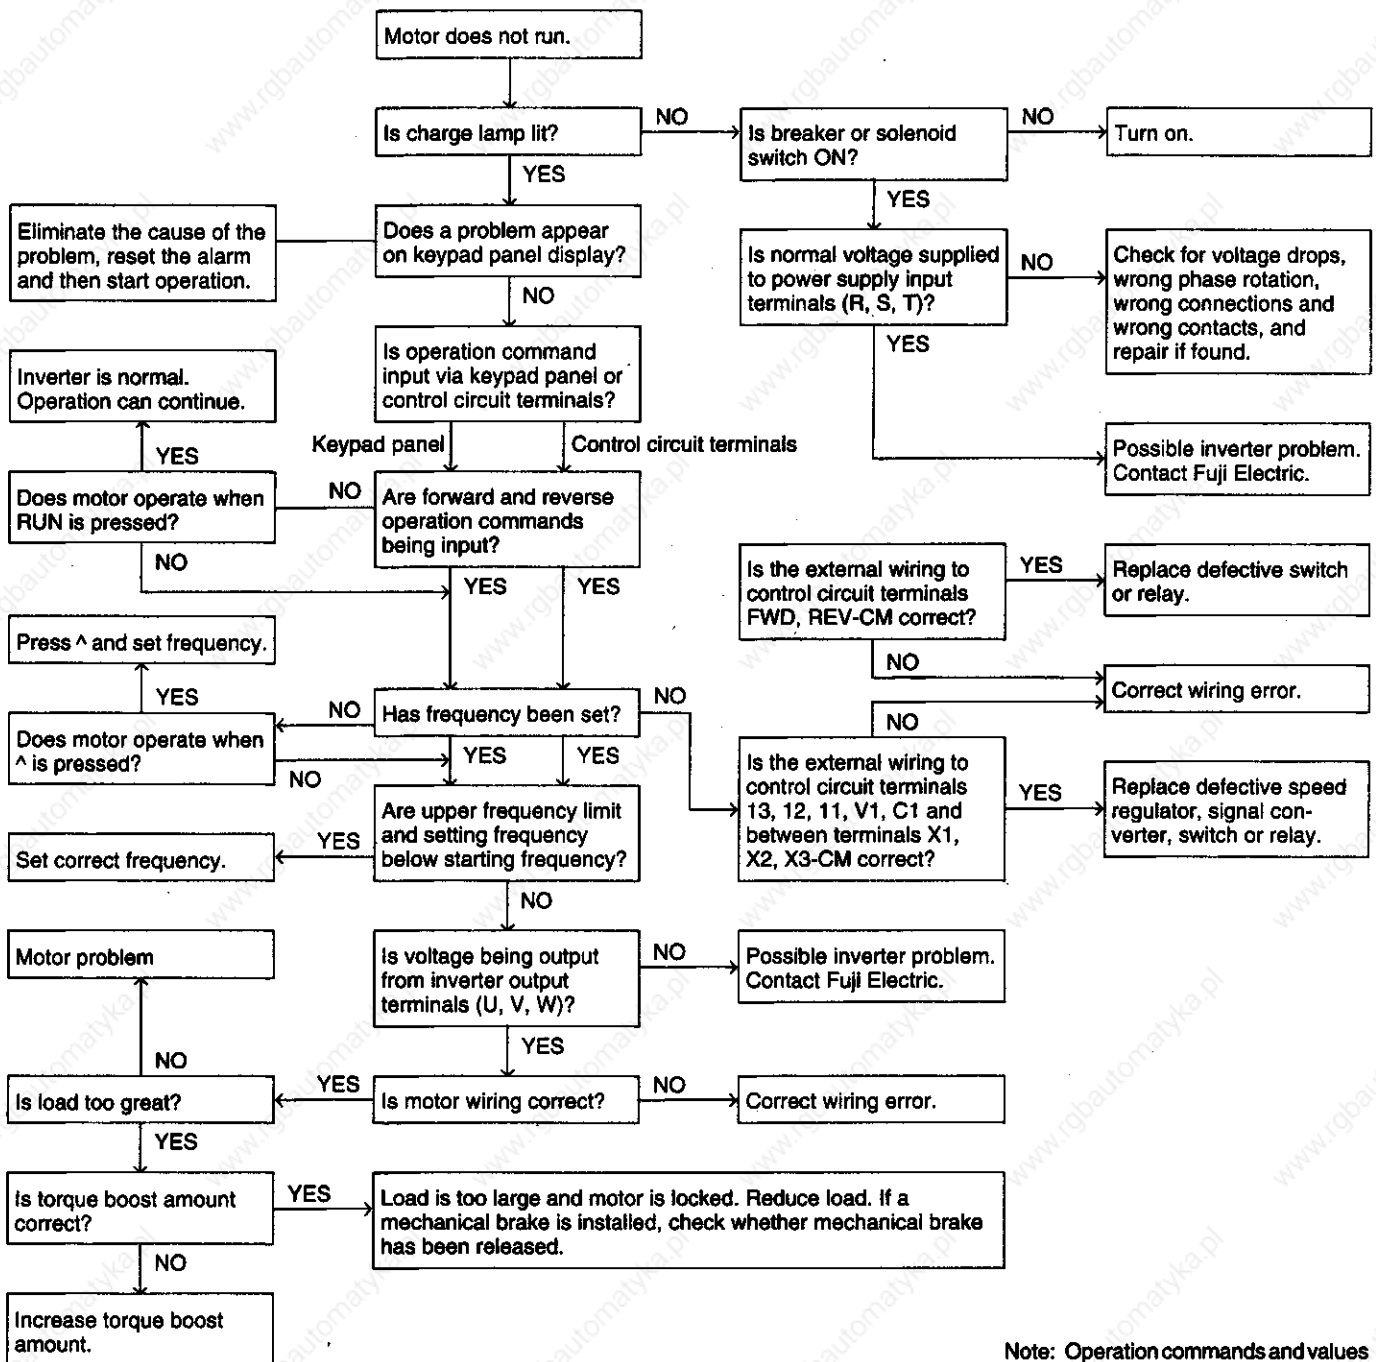 Motor does not run.
Is charge lamp lit?
NO
Is breaker or solenoid
switch ON?
NO
Turn on.
YES
YES
Eliminate the cause of the
problem, reset the alarm
and then start operation.
Does a problem appear
on keypad panel display?
NO
Is normal voltage supplied
to power supply input
terminals (R, S, T)?
NO
Check for voltage drops,
wrong phase rotation,
wrong connections and
wrong contacts, and
repair if found.
YES
Possible inverter problem.
Contact Fuji Electric.
Is operation command
input via keypad panel or
control circuit terminals?
Keypad panel
Control circuit terminals
Inverter is normal.
Operation can continue.
YES
Does motor operate when
RUN is pressed?
NO
NO
Are forward and reverse
operation commands
being input?
YES
YES
Is the external wiring to
control circuit terminals
FWD, REV-CM correct?
YES
Replace defective switch
or relay.
NO
Correct wiring error.
NO
Press ^ and set frequency.
YES
Does motor operate when
^ is pressed?
NO
NO
Has frequency been set?
NO
YES
YES
Is the external wiring to
control circuit terminals
13, 12, 11, V1, C1 and
between terminals X1,
X2, X3-CM correct?
YES
Replace defective speed
regulator, signal con-
verter, switch or relay.
Are upper frequency limit
and setting frequency
below starting frequency?
YES
Set correct frequency.
NO
Is voltage being output
from inverter output
terminals (U, V, W)?
NO
Possible inverter problem.
Contact Fuji Electric.
YES
Motor problem
NO
Is load too great?
YES
Is motor wiring correct?
NO
Correct wiring error.
YES
Is torque boost amount
correct?
YES
Load is too large and motor is locked. Reduce load. If a
mechanical brake is installed, check whether mechanical brake
has been released.
NO
Increase torque boost
amount.
Note: Operation commands and values
www.rgbautomatyka.pl